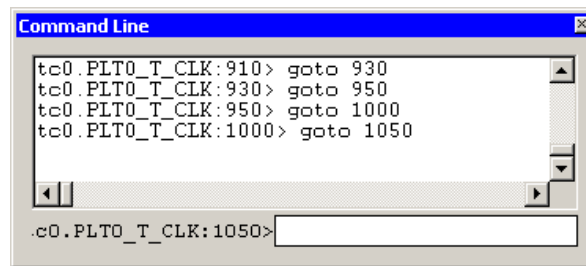 Command Line
tc0.PLT0_T_CLK:910> goto 930
tc0.PLT0_T_CLK:930> goto 950
tc0.PLT0_T_CLK:950> goto 1000
tc0.PLT0_T_CLK:1000> goto 1050
.c0.PLT0_T_CLK:1050>